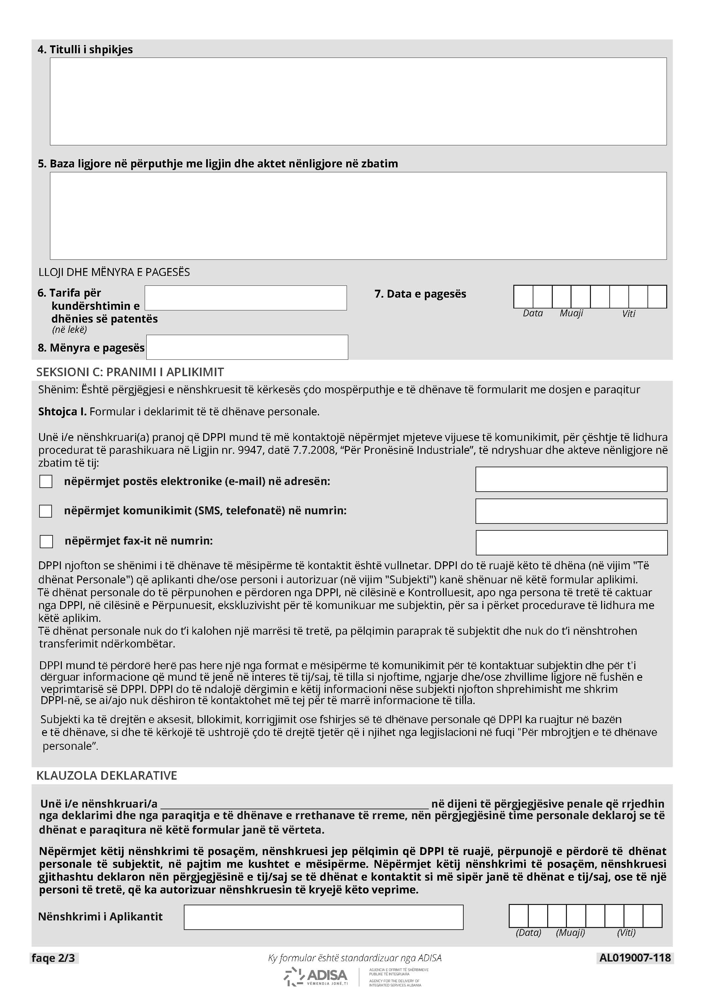 4. Titulli i shpikjes
5. Baza ligjore në përputhje me ligjin dhe aktet nënligjore në zbatim
LLOJI DHE MËNYRA E PAGESËS
6. Tarifa për
kundërshtimin e
dhënies së patentës
(në lekë)
7. Data e pagesës
Data Muaji Viti
8. Mënyra e pagesës
SEKSIONI C: PRANIMI I APLIKIMIT
Shënim: Është përgjëgjesi e nënshkruesit të kërkesës çdo mospërputhje e të dhënave të formularit me dosjen e paraqitur
Shtojca I. Formular i deklarimit të të dhënave personale.
Unë i/e nënshkruari(a) pranoj që DPPI mund të më kontaktojë nëpërmjet mjeteve vijuese të komunikimit, për çështje të lidhura
procedurat të parashikuara në Ligjin nr. 9947, datë 7.7.2008, “Për Pronësinë Industriale”, të ndryshuar dhe akteve nënligjore në
zbatim të tij:
nëpërmjet postës elektronike (e-mail) në adresën:
nëpërmjet komunikimit (SMS, telefonatë) në numrin:
nëpërmjet fax-it në numrin:
DPPI njofton se shënimi i të dhënave të mësipërme të kontaktit është vullnetar. DPPI do të ruajë këto të dhëna (në vijim "Të
dhënat Personale") që aplikanti dhe/ose personi i autorizuar (në vijim "Subjekti") kanë shënuar në këtë formular aplikimi.
Të dhënat personale do të përpunohen e përdoren nga DPPI, në cilësinë e Kontrolluesit, apo nga persona të tretë të caktuar
nga DPPI, në cilësinë e Përpunuesit, ekskluzivisht për të komunikuar me subjektin, për sa i përket procedurave të lidhura me
këtë aplikim.
Të dhënat personale nuk do t’i kalohen një marrësi të tretë, pa pëlqimin paraprak të subjektit dhe nuk do t’i nënshtrohen
transferimit ndërkombëtar.
DPPI mund të përdorë herë pas here një nga format e mësipërme të komunikimit për të kontaktuar subjektin dhe për t'i
dërguar informacione që mund të jenë në interes të tij/saj, të tilla si njoftime, ngjarje dhe/ose zhvillime ligjore në fushën e
veprimtarisë së DPPI. DPPI do të ndalojë dërgimin e këtij informacioni nëse subjekti njofton shprehimisht me shkrim
DPPI-në, se ai/ajo nuk dëshiron të kontaktohet më tej për të marrë informacione të tilla.
Subjekti ka të drejtën e aksesit, bllokimit, korrigjimit ose fshirjes së të dhënave personale që DPPI ka ruajtur në bazën
e të dhënave, si dhe të kërkojë të ushtrojë çdo të drejtë tjetër që i njihet nga legjislacioni në fuqi "Për mbrojtjen e të dhënave
personale”.
KLAUZOLA DEKLARATIVE
Unë i/e nënshkruari/a ______________________________ në dijeni të përgjegjësive penale që rrjedhin
nga deklarimi dhe nga paraqitja e të dhënave e rrethanave të rreme, nën përgjegjësinë time personale deklaroj se të
dhënat e paraqitura në këtë formular janë të vërteta.
Nëpërmjet këtij nënshkrimi të posaçëm, nënshkruesi jep pëlqimin që DPPI të ruajë, përpunojë e përdorë të dhënat
personale të subjektit, në pajtim me kushtet e mësipërme. Nëpërmjet këtij nënshkrimi të posaçëm, nënshkruesi
gjithashtu deklaron nën përgjegjësinë e tij/saj se të dhënat e kontaktit si më sipër janë të dhënat e tij/saj, ose të një
personi të tretë, që ka autorizuar nënshkruesin të kryejë këto veprime.
Nënshkrimi i Aplikantit
(Data) (Muaji) (Viti)
faqe 2/3
Ky formular është standardizuar nga ADISA
AL019007-118
ADISA
VËMENDJA JONË, TI
AGJENCIA E OFRIMIT TË SHËRBIMEVE
PUBLIKE TË INTEGRUARA
AGENCY FOR THE DELIVERY OF
INTEGRATED SERVICES ALBANIA